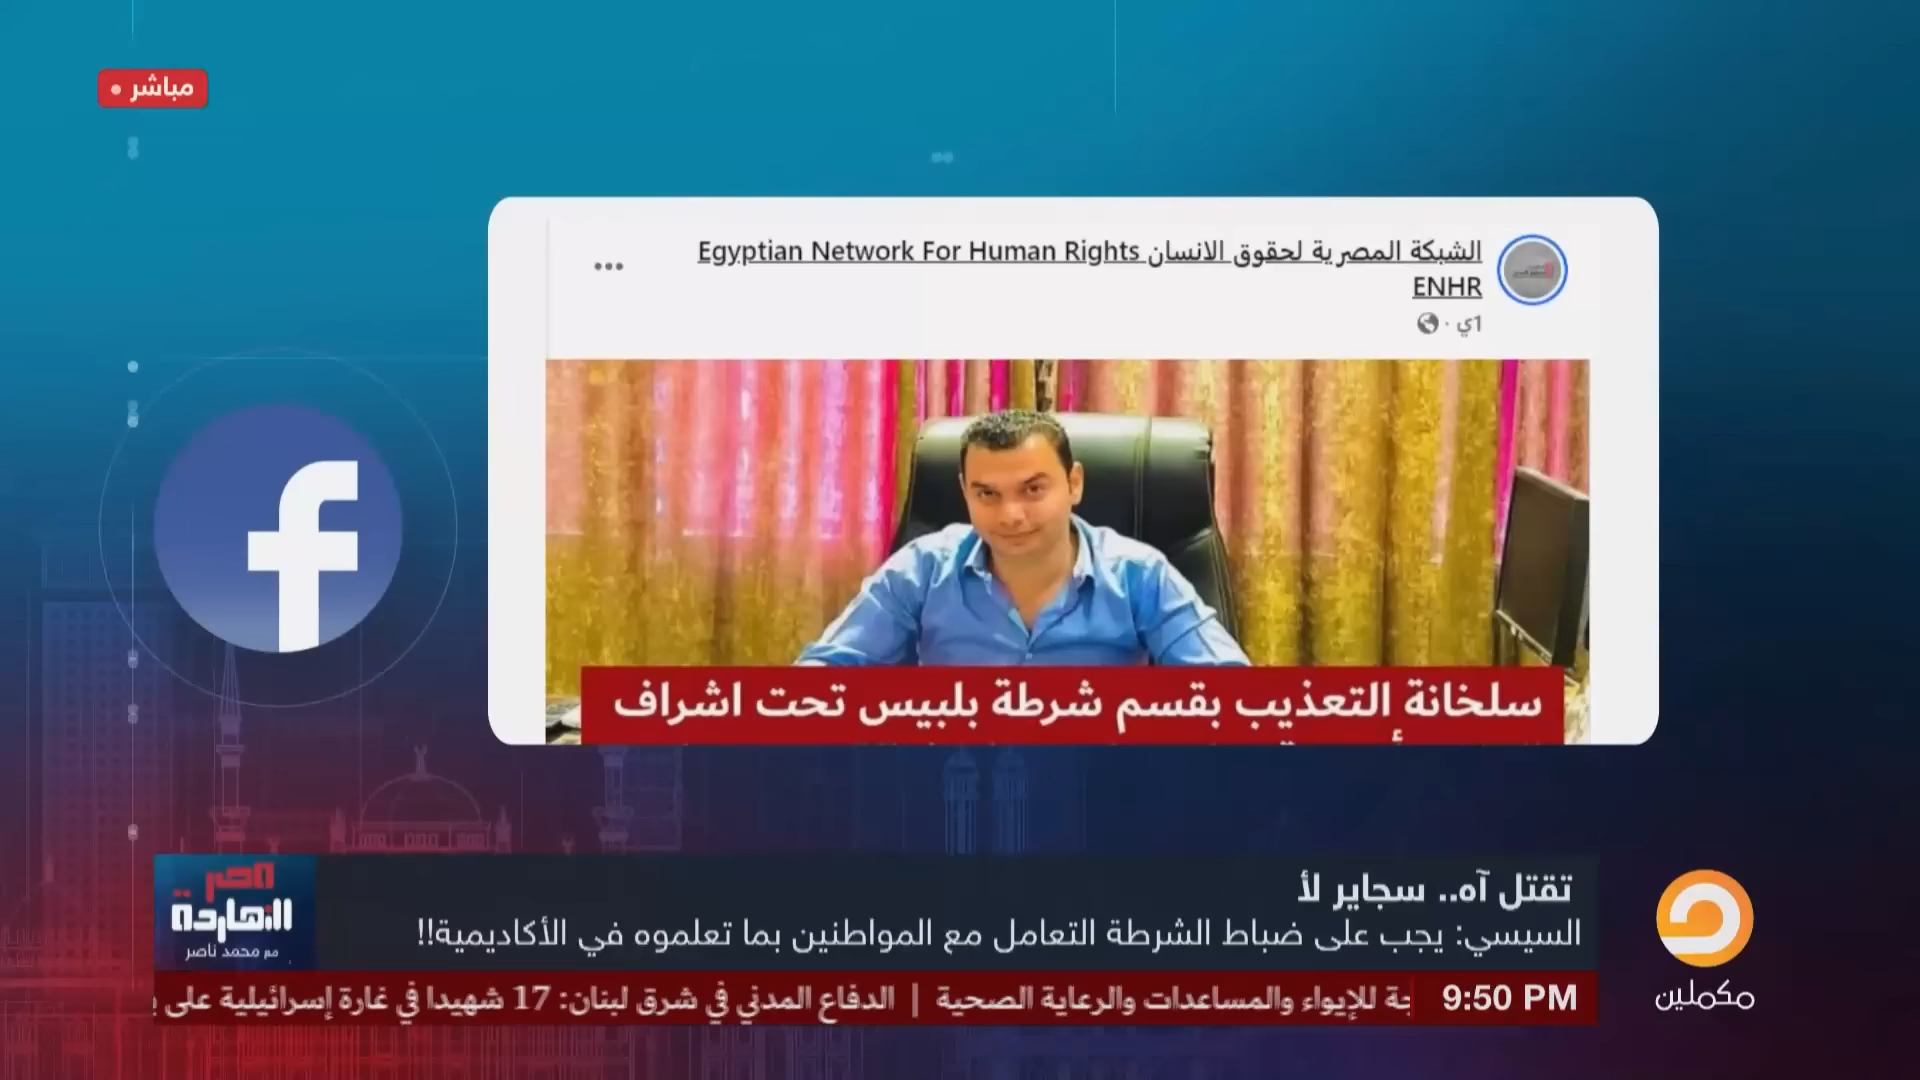 مباشر
الشبكة المصرية لحقوق الانسان Egyptian Network For Human Rights
ENHR
1ي
سلخانة التعذيب بقسم شرطة بلبيس تحت اشراف
تقتل آه.. سجاير لأ
السيسي: يجب على ضباط الشرطة التعامل مع المواطنين بما تعلموه في الأكاديمية!!
مصر
النهاردة
مع محمد ناصر
9:50 PM
للإيواء والمساعدات والرعاية الصحية | الدفاع المدني في شرق لبنان: 17 شهيدا في غارة إسرائيلية على
مكملين